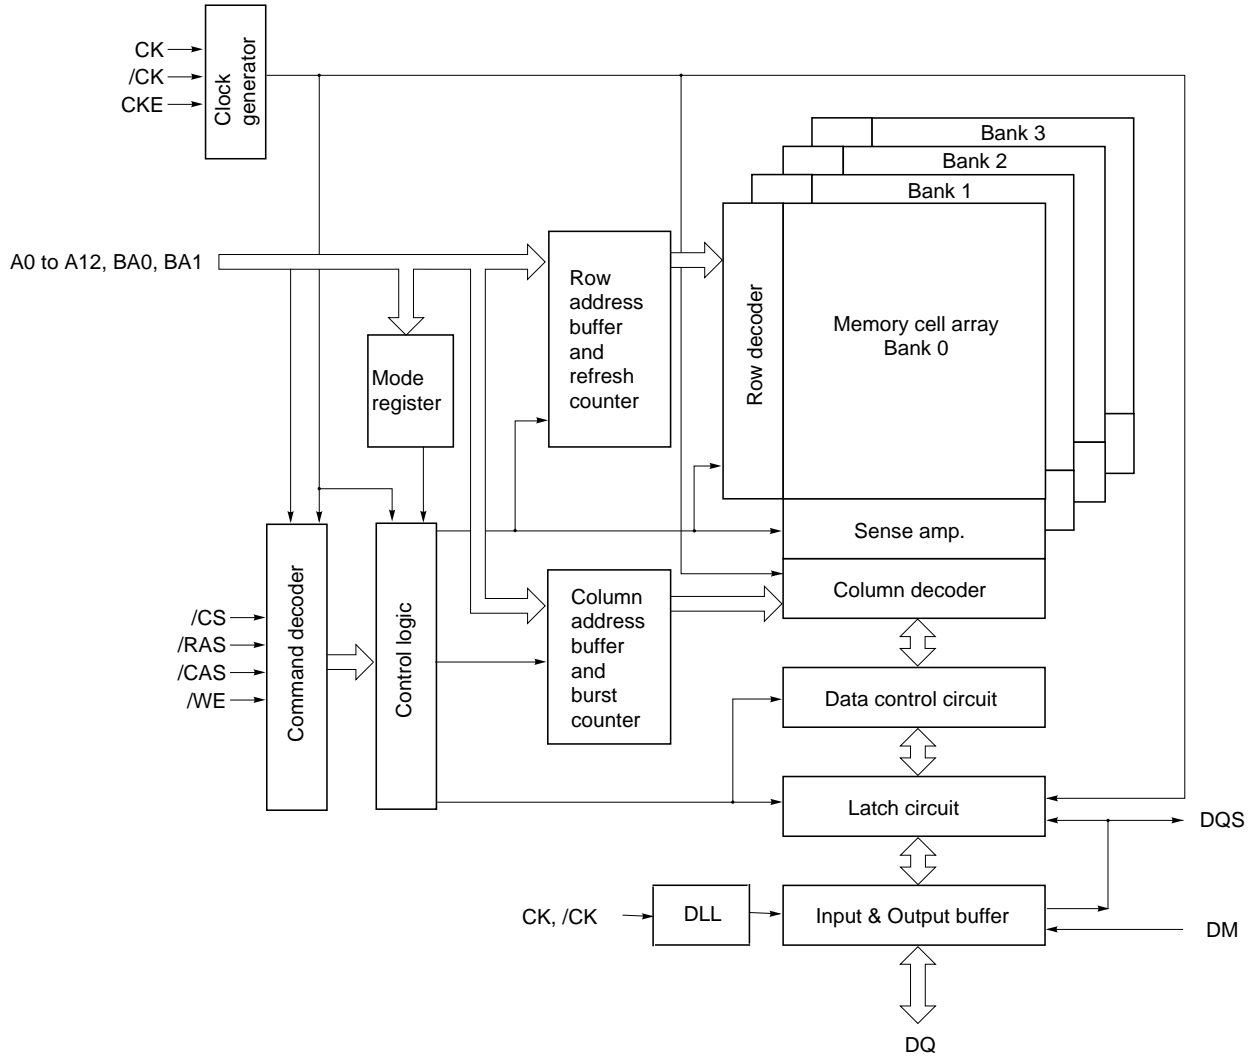 CK
/CK
CKE
Clock
generator
Bank 3
Bank 2
Bank 1
A0 to A12, BA0, BA1
Row
address
buffer
and
refresh
counter
Row decoder
Memory cell array
Bank 0
Mode
register
Sense amp.
Column decoder
Command decoder
Control logic
Column
address
buffer
and
burst
counter
/CS
/RAS
/CAS
/WE
Data control circuit
Latch circuit
DQS
CK, /CK
DLL
Input & Output buffer
DM
DQ